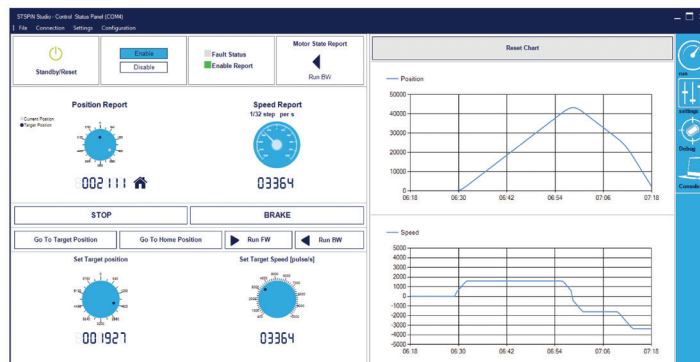 STSPIN Studio - Control Status Panel (COM4)
File Connection Settings Configuration
Standby/Reset
Enable
Disable
Fault Status
Enable Report
Motor State Report
Run BW
Position Report
Current Position
Target Position
002111
Speed Report
1/32 step per s
03364
STOP
BRAKE
Go To Target Position
Go To Home Position
Run FW
Run BW
Set Target position
001927
Set Target Speed [pulse/s]
03364
Reset Chart
Position
50000
40000
30000
20000
10000
0
06:18
06:30
06:42
06:54
07:06
07:18
Speed
5000
4000
3000
2000
1000
0
-1000
-2000
-3000
-4000
-5000
06:18
06:30
06:42
06:54
07:06
07:18
Settings
Debug